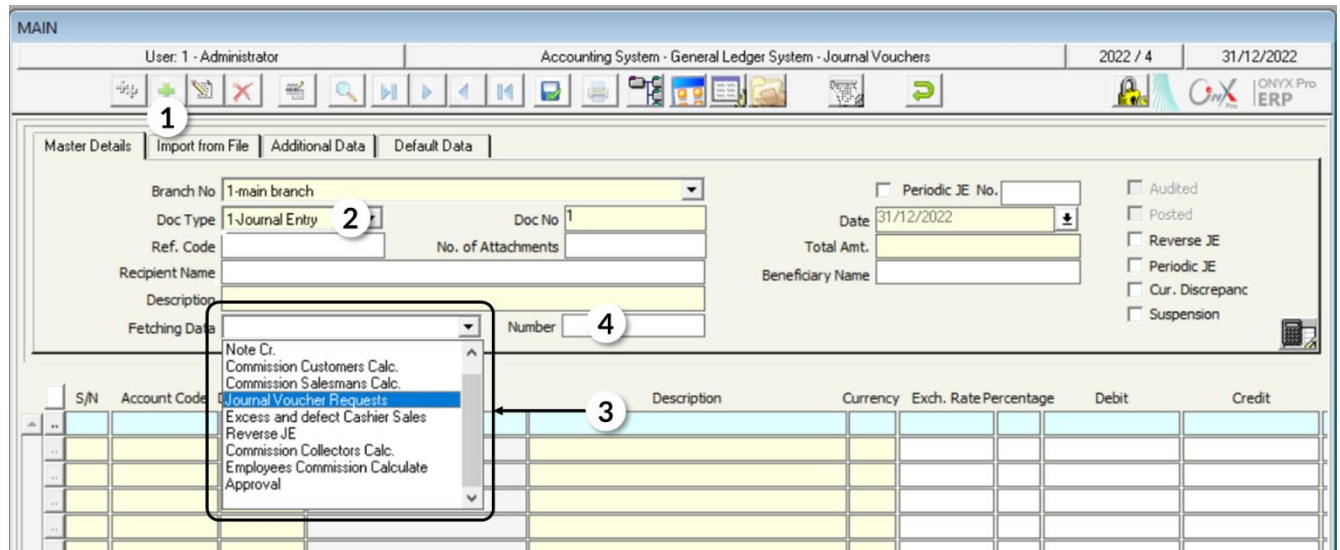 MAIN
User: 1 - Administrator Accounting System - General Ledger System - Journal Vouchers 2022 / 4 31/12/2022
OnyX Pro ONYX Pro ERP
1
Master Details Import from File Additional Data Default Data
Branch No 1-main branch Periodic JE No. Audited
Doc Type 1-Journal Entry 2 Doc No 1 Date 31/12/2022 Posted
Ref. Code No. of Attachments Total Amt. Reverse JE
Recipient Name Beneficiary Name Periodic JE
Description Cur. Discrepanc
Fetching Data Number 4 Suspension
Note Cr.
Commission Customers Calc.
Commission Salesmans Calc.
Journal Voucher Requests
Excess and defect Cashier Sales
Reverse JE
Commission Collectors Calc.
Employees Commission Calculate
Approval
3
S/N Account Code Description Currency Exch. Rate Percentage Debit Credit